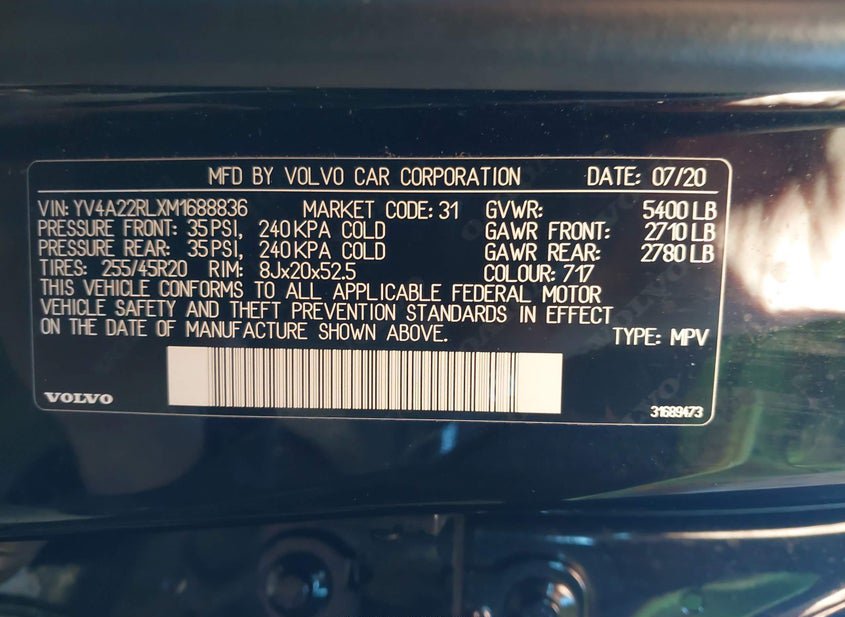 MFD BY VOLVO CAR CORPORATION DATE: 07/20
VIN: YV4A22RLXM1688836 MARKET CODE: 31 GVWR: 5400 LB
PRESSURE FRONT: 35 PSI, 240 KPA COLD GAWR FRONT: 2710 LB
PRESSURE REAR: 35 PSI, 240 KPA COLD GAWR REAR: 2780 LB
TIRES: 255/45R20 RIM: 8Jx20x52.5 COLOUR: 717
THIS VEHICLE CONFORMS TO ALL APPLICABLE FEDERAL MOTOR
VEHICLE SAFETY AND THEFT PREVENTION STANDARDS IN EFFECT
ON THE DATE OF MANUFACTURE SHOWN ABOVE. TYPE: MPV
VOLVO 31689473